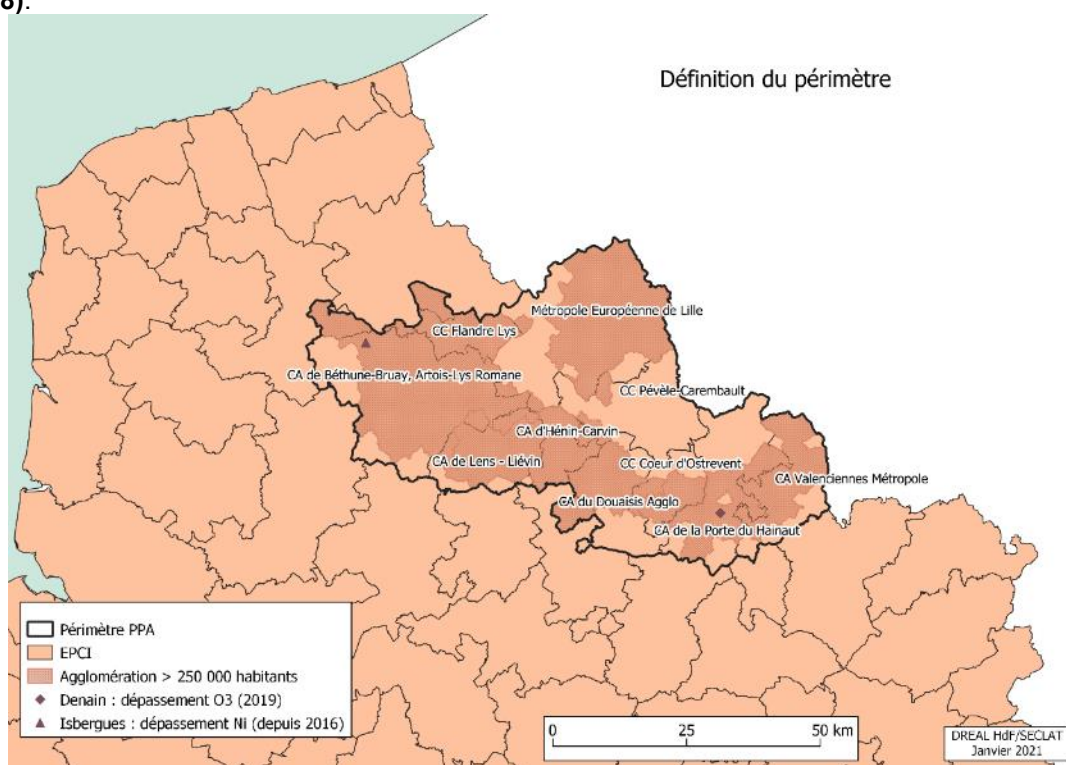 6).
Définition du périmètre
Métropole Européenne de Lille
CC Flandre Lys
CA de Béthune-Bruay, Artois-Lys Romane
CC Pévèle-Carembault
CA d'Hénin-Carvin
CA de Lens - Liévin
CC Coeur d'Ostrevent
CA Valenciennes Métropole
CA du Douaisis Agglo
CA de la Porte du Hainaut
Périmètre PPA
EPCI
Agglomération > 250 000 habitants
Denain : dépassement O3 (2019)
Isbergues : dépassement Ni (depuis 2016)
0 25 50 km
DREAL HdF/SECLAT
Janvier 2021